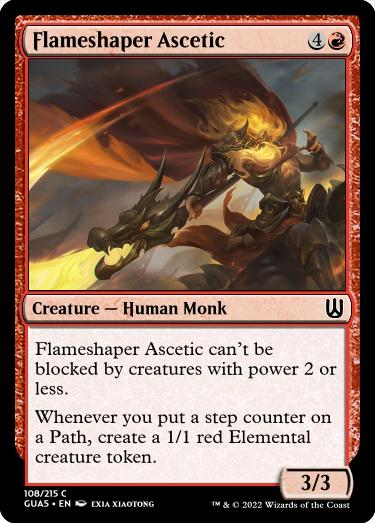 Flameshaper Ascetic 4
Creature — Human Monk
Flameshaper Ascetic can't be
blocked by creatures with power 2 or
less.
Whenever you put a step counter on
a Path, create a 1/1 red Elemental
creature token.
3/3
108/215 C
GUA5 • EN EXIA XIAOTONG
™ & © 2022 Wizards of the Coast